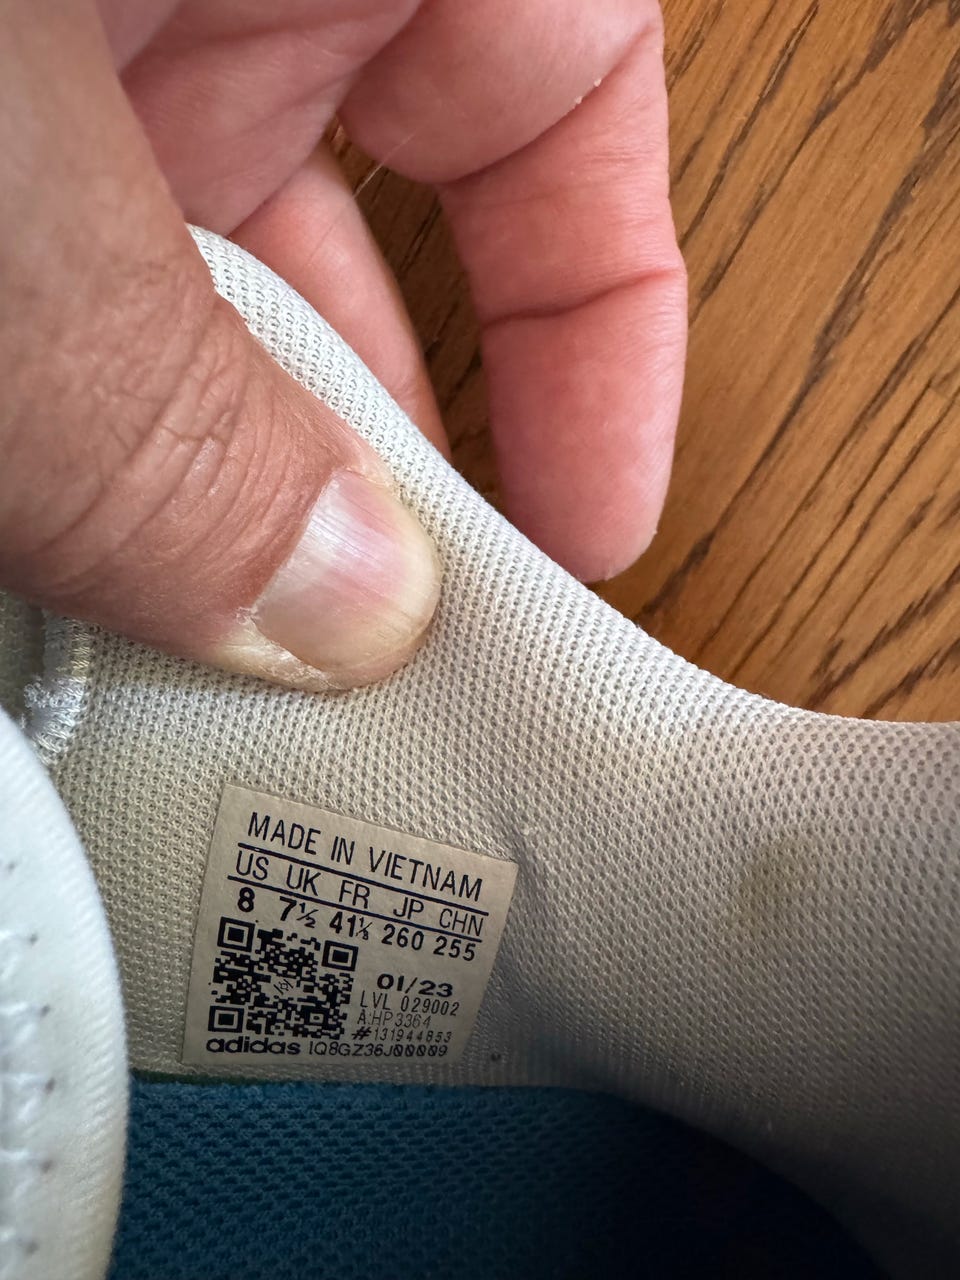 MADE IN VIETNAM
US UK FR JP CHN
8 7½ 41⅓ 260 255
01/23
LVL 029002
A:HP3364
#131944853
adidas 1Q8GZ36J00009